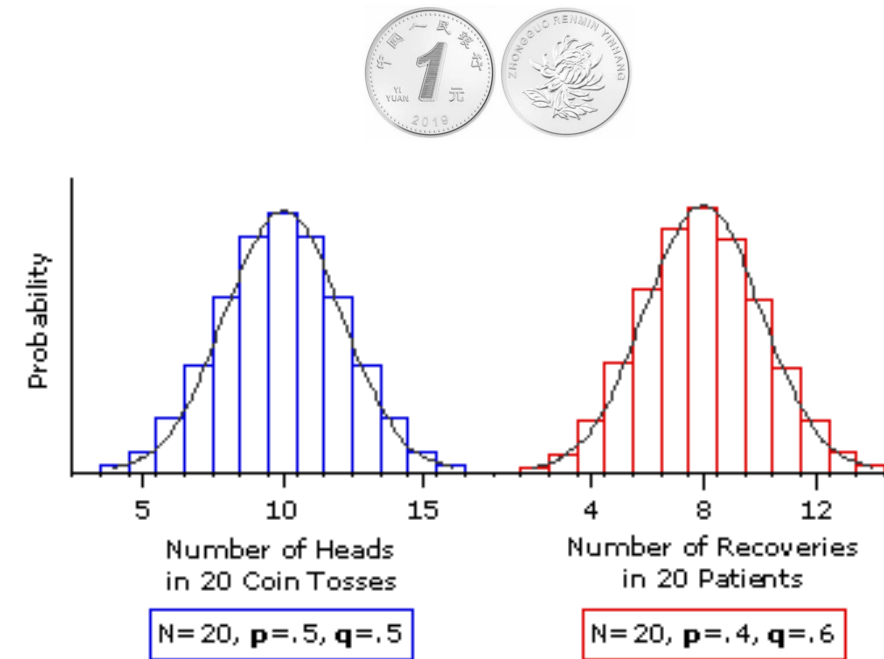 中国人民银行
1
YI
YUAN
元
2019
ZHONGGUO RENMIN YINHANG
Probability
5 10 15 4 8 12
Number of Heads
in 20 Coin Tosses
N=20, p=.5, q=.5
Number of Recoveries
in 20 Patients
N=20, p=.4, q=.6